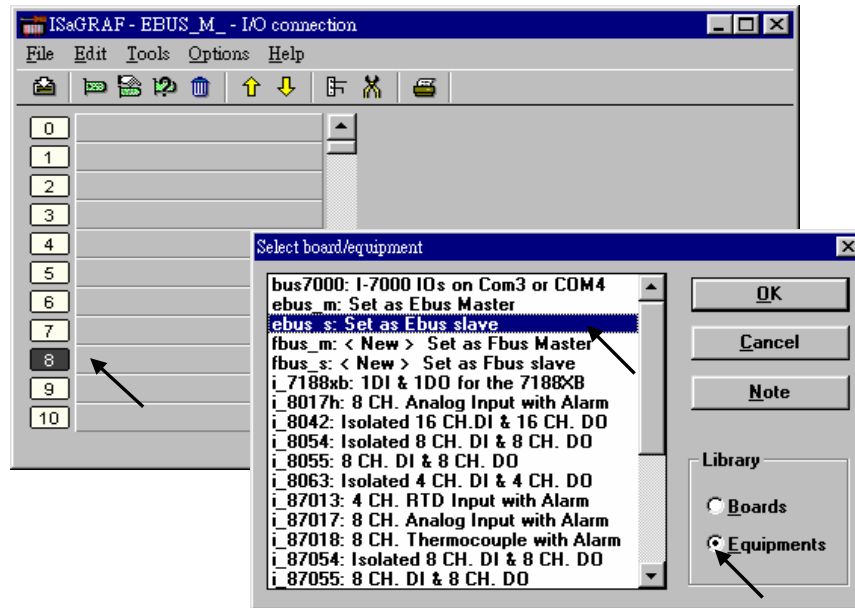 ISaGRAF - EBUS_M_ - I/O connection
File Edit Tools Options Help
0
1
2
3
4
5
6
7
8
9
10
Select board/equipment
bus7000: I-7000 IOs on Com3 or COM4
ebus_m: Set as Ebus Master
ebus_s: Set as Ebus slave
fbus_m: < New > Set as Fbus Master
fbus_s: < New > Set as Fbus slave
i_7188xb: 1DI & 1DO for the 7188XB
i_8017h: 8 CH. Analog Input with Alarm
i_8042: Isolated 16 CH.DI & 16 CH. DO
i_8054: Isolated 8 CH. DI & 8 CH. DO
i_8055: 8 CH. DI & 8 CH. DO
i_8063: Isolated 4 CH. DI & 4 CH. DO
i_87013: 4 CH. RTD Input with Alarm
i_87017: 8 CH. Analog Input with Alarm
i_87018: 8 CH. Thermocouple with Alarm
i_87054: Isolated 8 CH. DI & 8 CH. DO
i_87055: 8 CH. DI & 8 CH. DO
OK
Cancel
Note
Library
Boards
Equipments